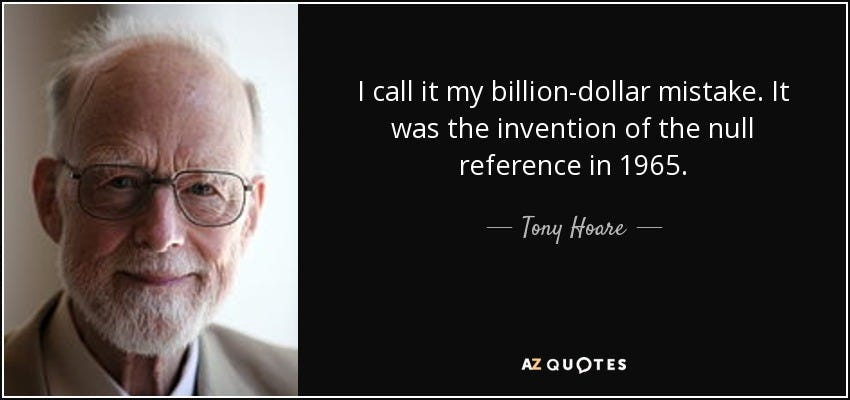 I call it my billion-dollar mistake. It
was the invention of the null
reference in 1965.
— Tony Hoare —
AZ QUOTES